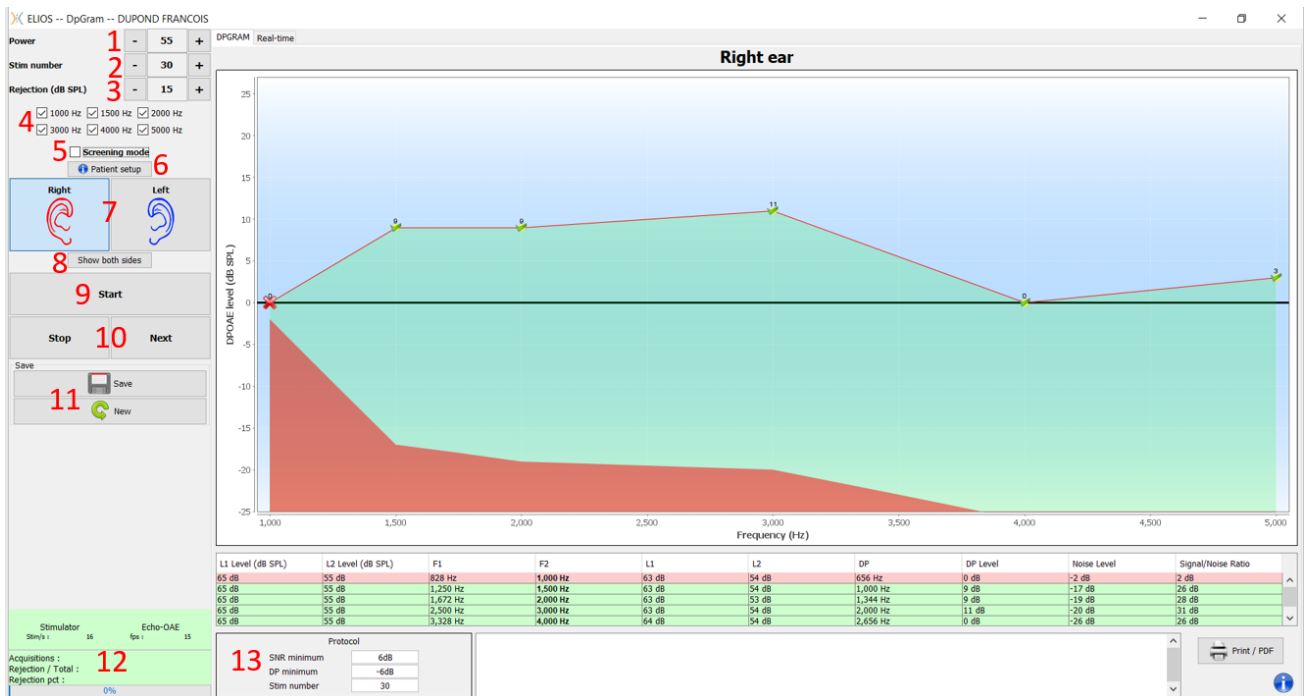 ELIOS -- DpGram -- DUPOND FRANCOIS
Power 1 - 55 +
Stim number 2 - 30 +
Rejection (dB SPL) 3 - 15 +
4 1000 Hz 1500 Hz 2000 Hz
3000 Hz 4000 Hz 5000 Hz
5 Screening mode
Patient setup 6
Right 7 Left
8 Show both sides
9 Start
Stop 10 Next
Save
Save
11
New
Stimulator Echo-OAE
Stim/s : 16 fps : 15
Acquisitions :
Rejection / Total : 12
Rejection pct :
0%
DPGRAM Real-time
Right ear
DPOAE level (dB SPL)
25
20
15
10
5
0
-5
-10
-15
-20
-25
0 9 9 11 0 3
1,000 1,500 2,000 2,500 3,000 3,500 4,000 4,500 5,000
Frequency (Hz)
L1 Level (dB SPL) L2 Level (dB SPL) F1 F2 L1 L2 DP DP Level Noise Level Signal/Noise Ratio
65 dB 55 dB 828 Hz 1,000 Hz 63 dB 54 dB 656 Hz 0 dB -2 dB 2 dB
65 dB 55 dB 1,250 Hz 1,500 Hz 63 dB 54 dB 1,000 Hz 9 dB -17 dB 26 dB
65 dB 55 dB 1,672 Hz 2,000 Hz 63 dB 53 dB 1,344 Hz 9 dB -19 dB 28 dB
65 dB 55 dB 2,500 Hz 3,000 Hz 63 dB 54 dB 2,000 Hz 11 dB -20 dB 31 dB
65 dB 55 dB 3,328 Hz 4,000 Hz 64 dB 54 dB 2,656 Hz 0 dB -26 dB 26 dB
Protocol
13 SNR minimum 6dB
DP minimum -6dB
Stim number 30
Print / PDF